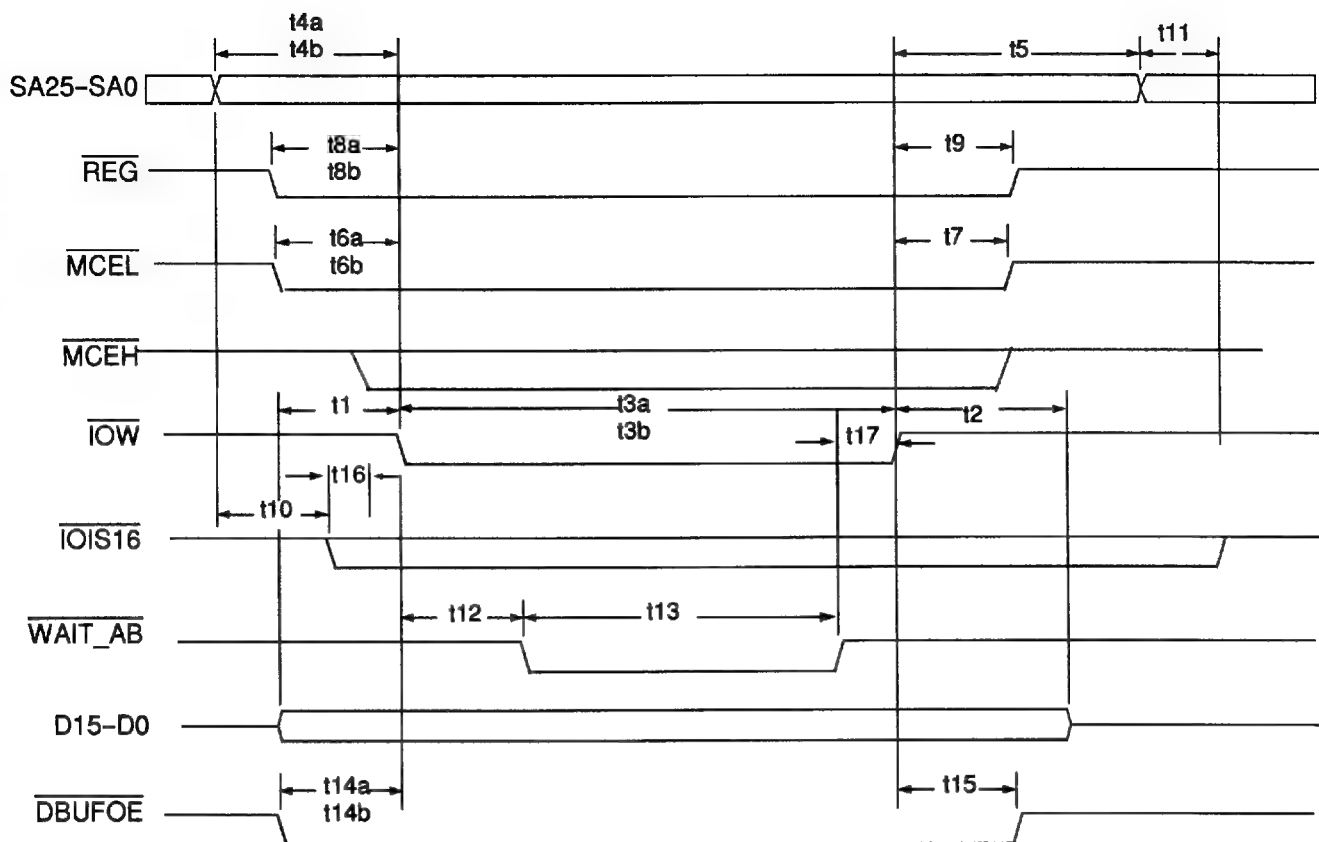 t4a
t4b
t5
t11
SA25-SA0
t8a
t8b
t9
REG
t6a
t6b
t7
MCEL
MCEH
t1
t3a
t3b
t17
t2
IOW
t16
t10
IOIS16
t12
t13
WAIT_AB
D15-D0
t14a
t14b
t15
DBUFOE